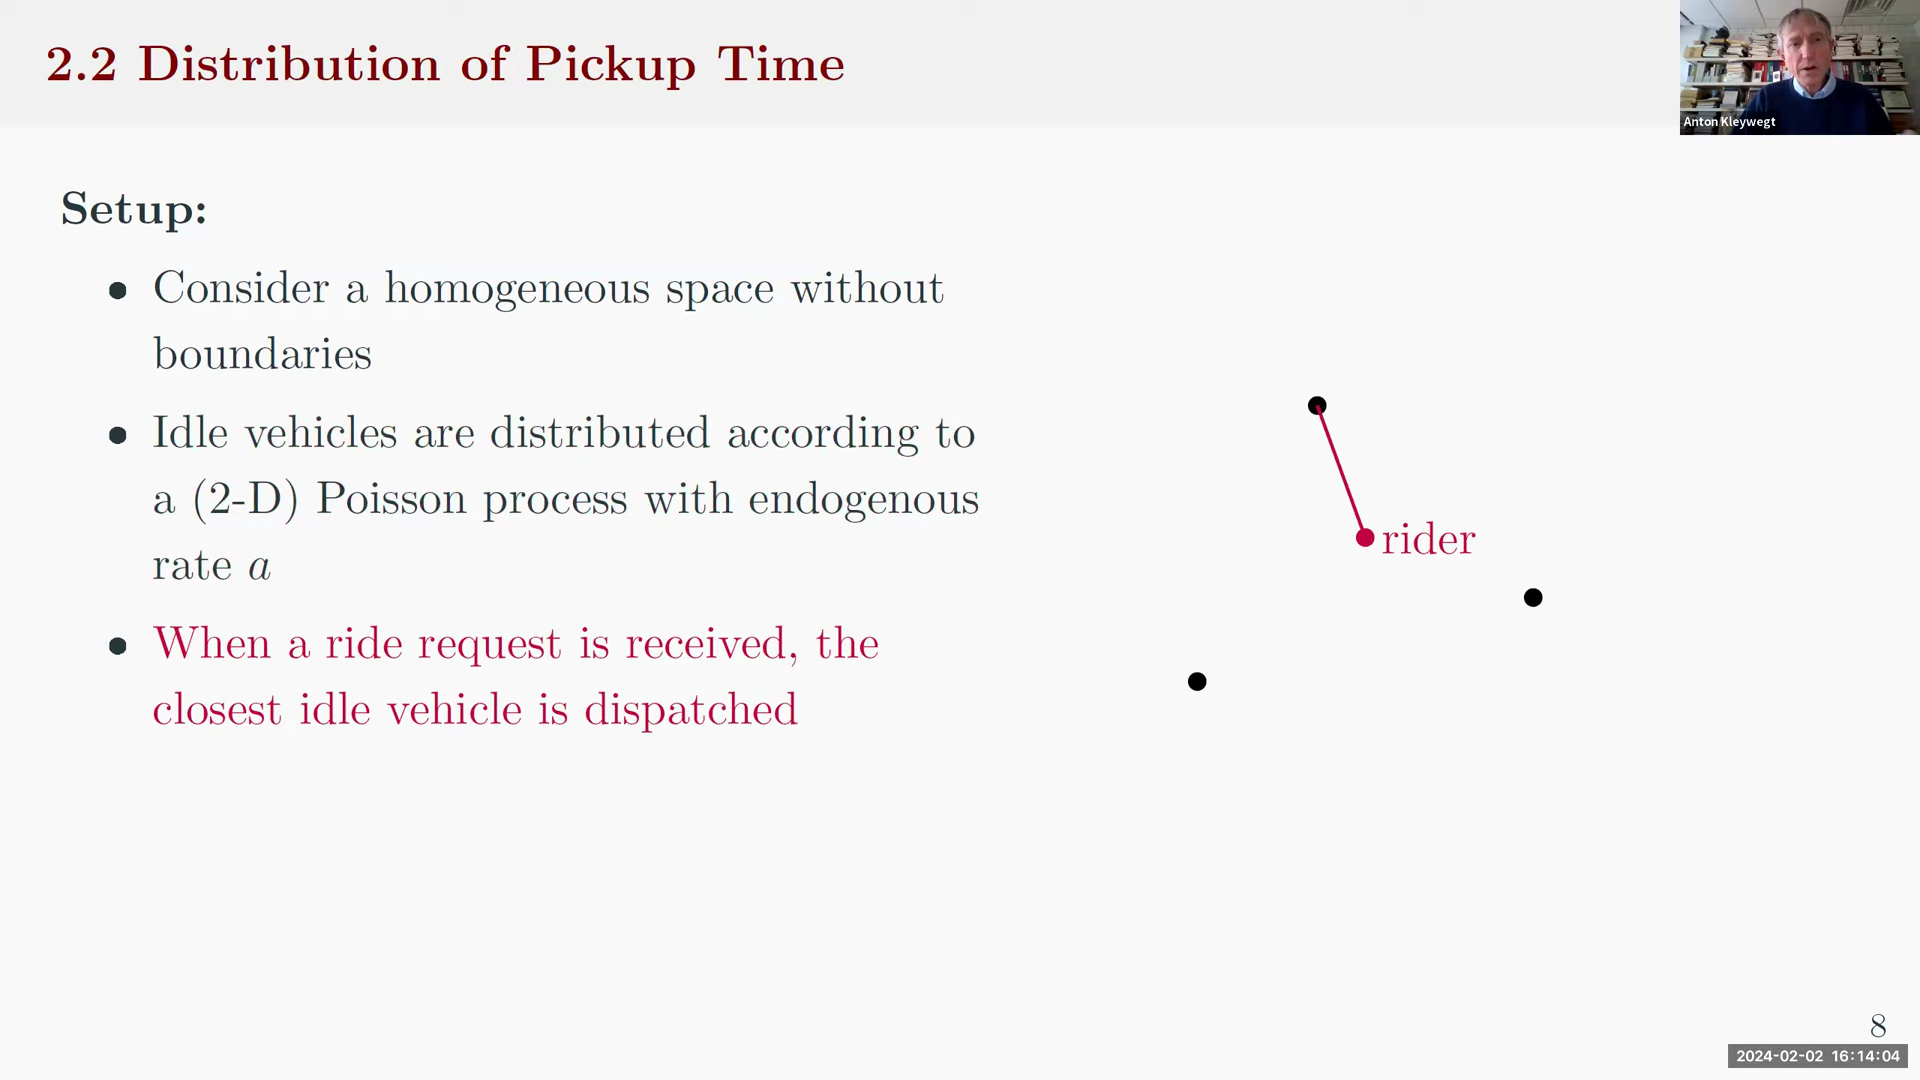 2.2 Distribution of Pickup Time
Anton Kleywegt
Setup:
• Consider a homogeneous space without
boundaries
• Idle vehicles are distributed according to
a (2-D) Poisson process with endogenous
rate a
• When a ride request is received, the
closest idle vehicle is dispatched
rider
8
2024-02-02 16:14:04